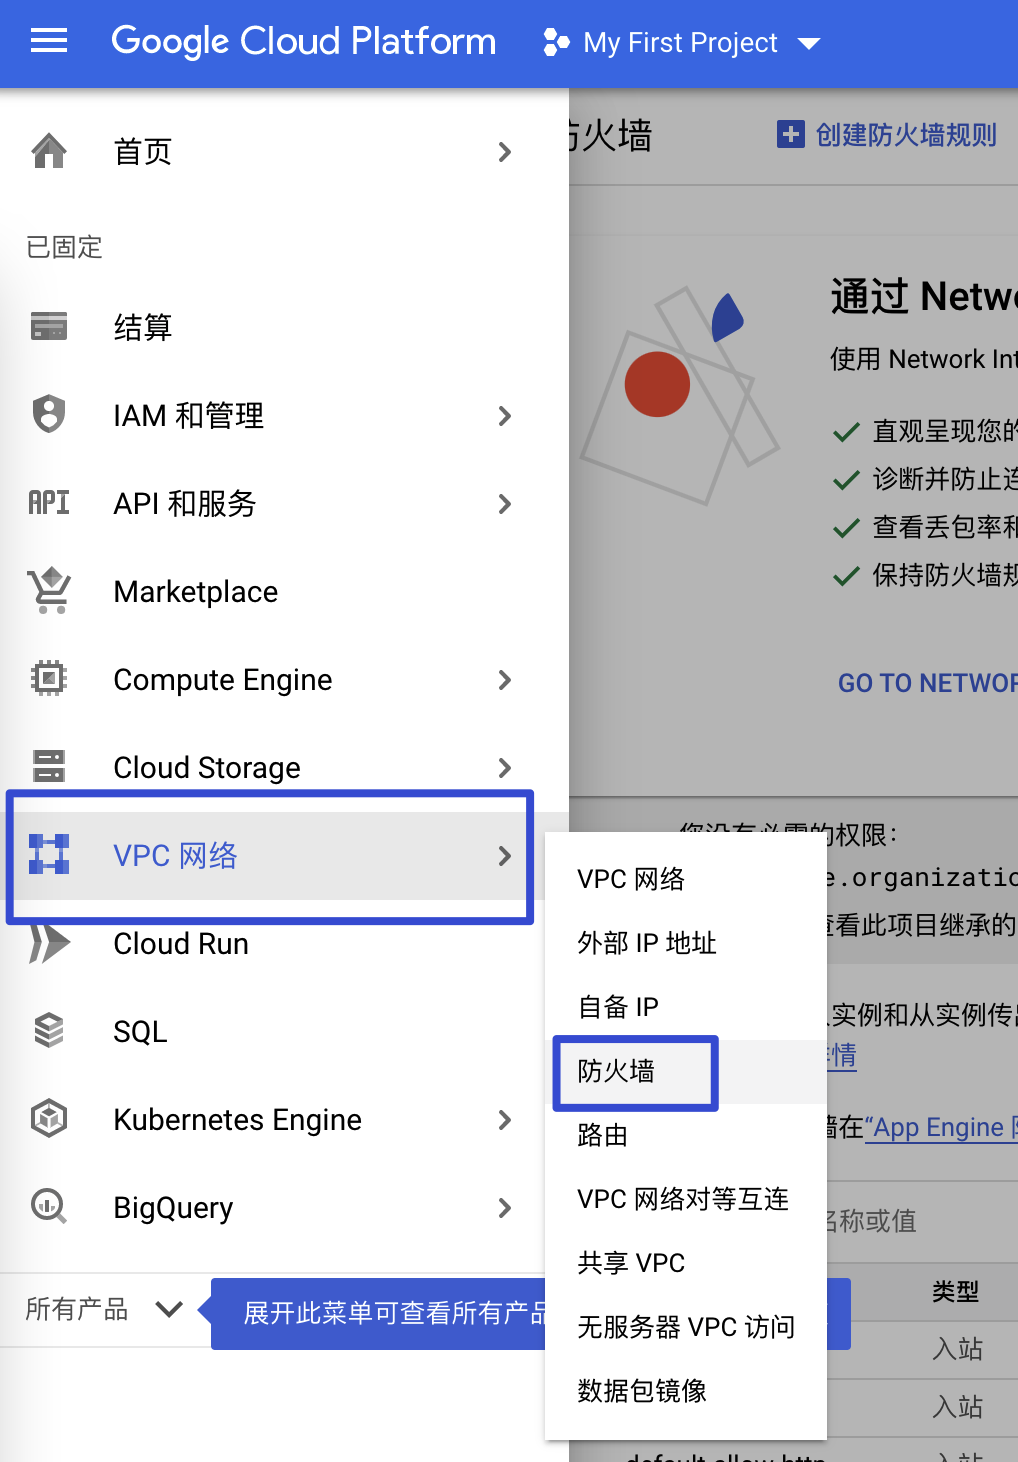 Google Cloud Platform
My First Project
首页
已固定
结算
IAM 和管理
API
API 和服务
Marketplace
Compute Engine
Cloud Storage
VPC 网络
Cloud Run
SQL
Kubernetes Engine
BigQuery
所有产品
展开此菜单可查看所有产品
VPC 网络
外部 IP 地址
自备 IP
防火墙
路由
VPC 网络对等互连
共享 VPC
无服务器 VPC 访问
数据包镜像
防火墙
创建防火墙规则
通过 Netw
使用 Network Int
直观呈现您的
诊断并防止连
查看丢包率和
保持防火墙规
GO TO NETWOR
您没有必需的权限：
e.organizatio
查看此项目继承的
实例和从实例传出
详情
墙在“App Engine
名称或值
类型
入站
入站
default-allow-http
入站